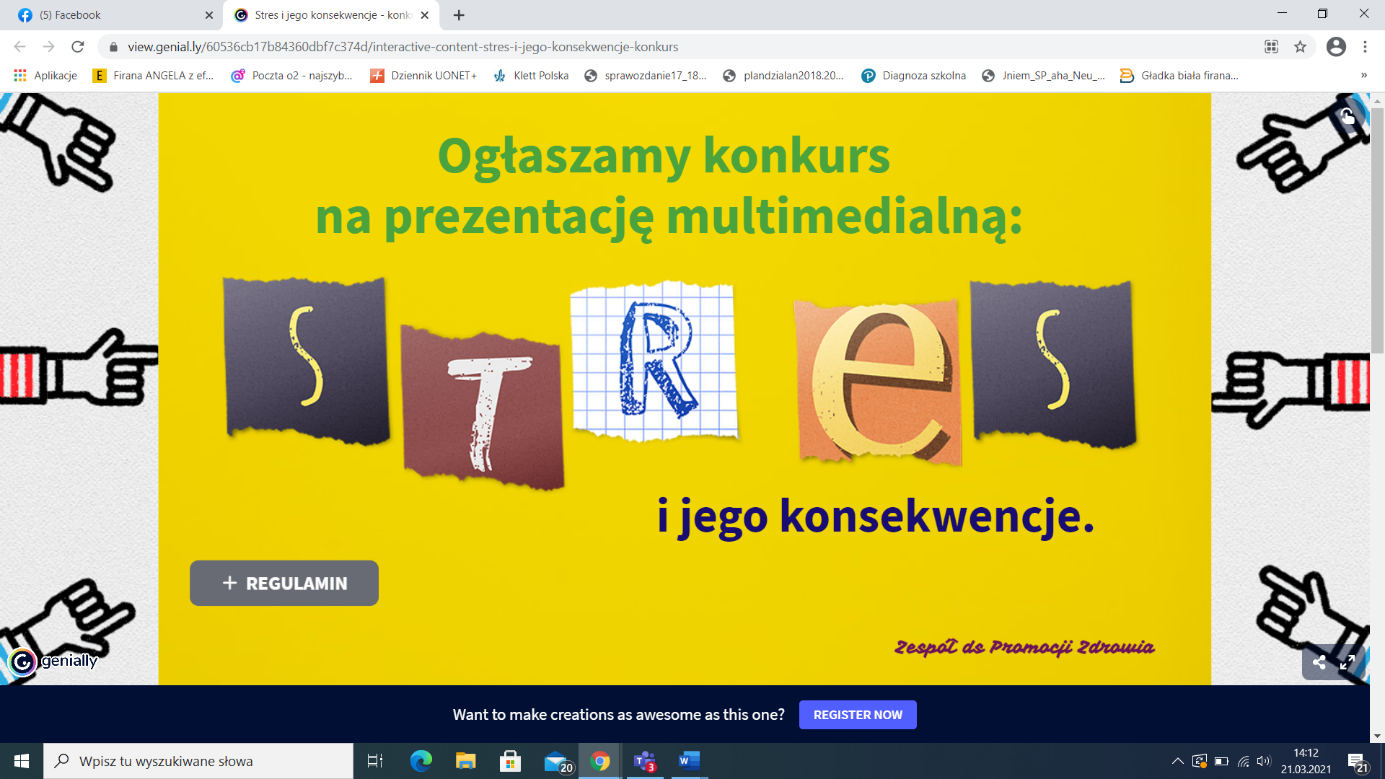 (5) Facebook
Stres i jego konsekwencje - konk
view.genial.ly/60536cb17b84360dbf7c374d/interactive-content-stres-i-jego-konsekwencje-konkurs
Aplikacje
Firana ANGELA z ef...
Poczta o2 - najszyb...
Dziennik UONET+
Klett Polska
sprawozdanie17_18...
plandzialan2018.20...
Diagnoza szkolna
Jniem_SP_aha_Neu_...
Gładka biała firana...
»
Ogłaszamy konkurs
na prezentację multimedialną:
S T R e S
i jego konsekwencje.
+ REGULAMIN
Zespół ds Promocji Zdrowia
genially
Want to make creations as awesome as this one? REGISTER NOW
Wpisz tu wyszukiwane słowa
20
3
14:12
21.03.2021
21